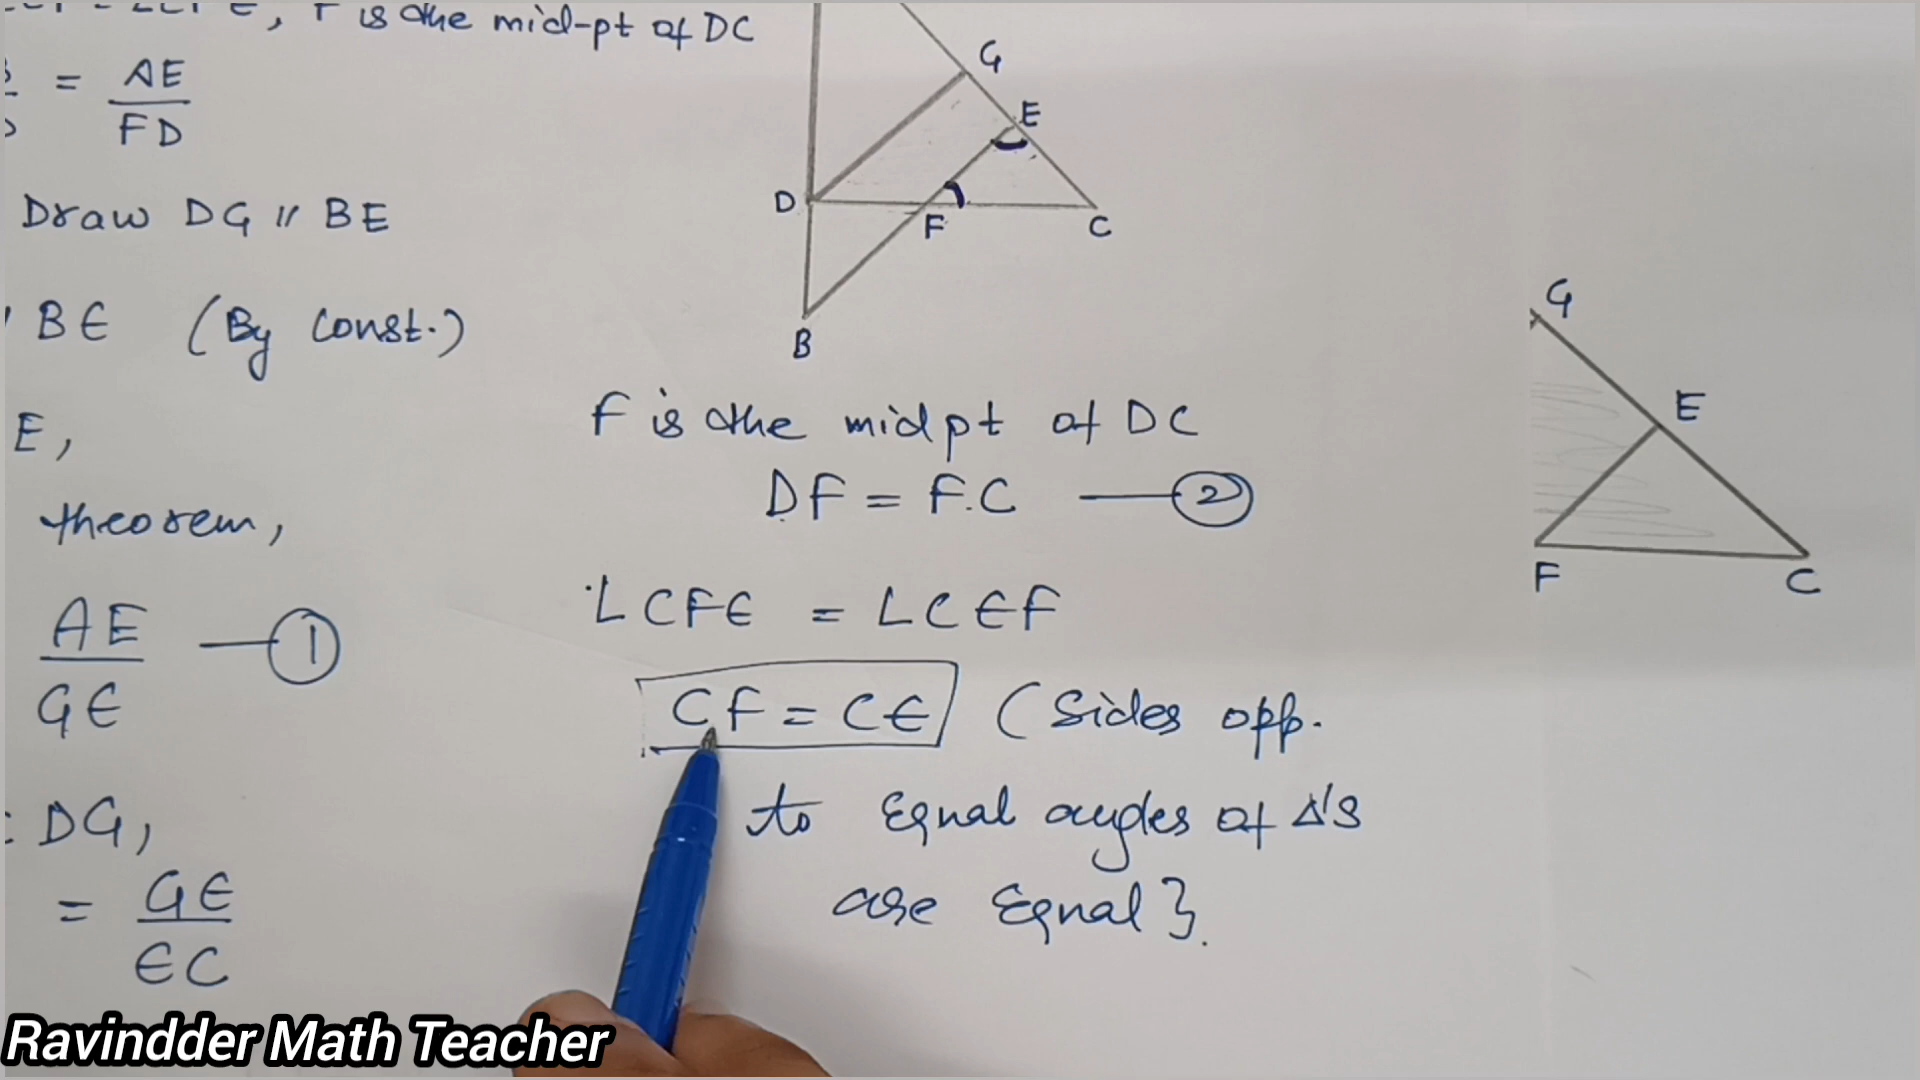 F is the mid-pt of DC
= AE
FD
Draw DG || BE
BE (By Const.)
E,
theorem,
AE — 1
GE
DG,
= GE
EC
G
E
D
F
C
B
F is the mid pt of DC
DF = F.C — 2
∠CFE = ∠CEF
CF = CE (Sides opp.
to Equal angles of Δ's
are Equal}.
G
E
F
C
Ravindder Math Teacher